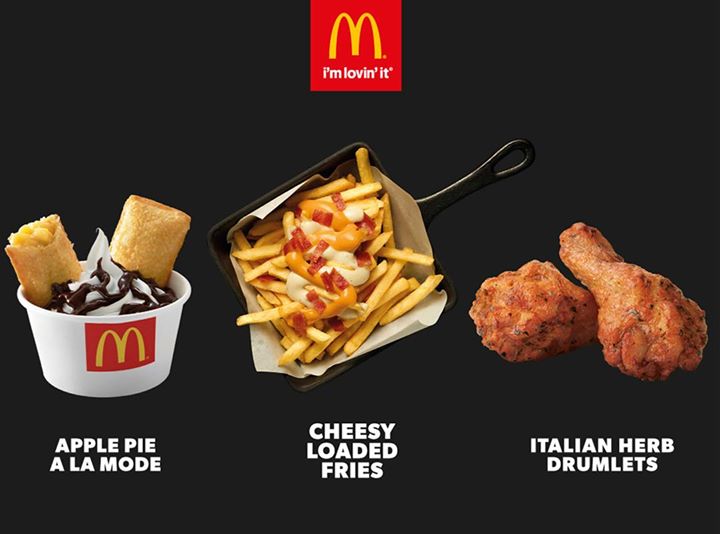 i'm lovin' it®
APPLE PIE
A LA MODE
CHEESY
LOADED
FRIES
ITALIAN HERB
DRUMLETS